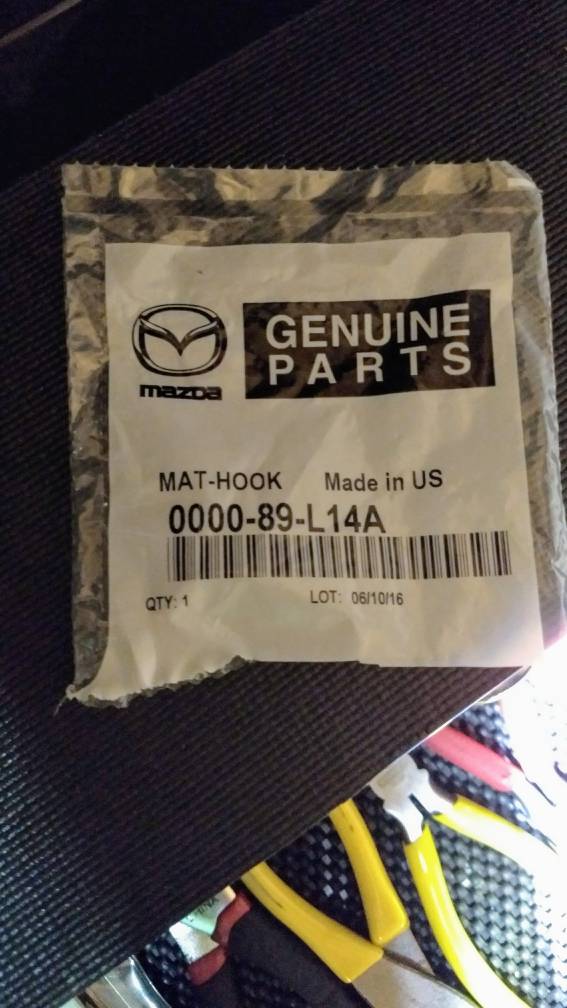 mazda
GENUINE
PARTS
MAT-HOOK Made in US
0000-89-L14A
QTY: 1 LOT: 06/10/16